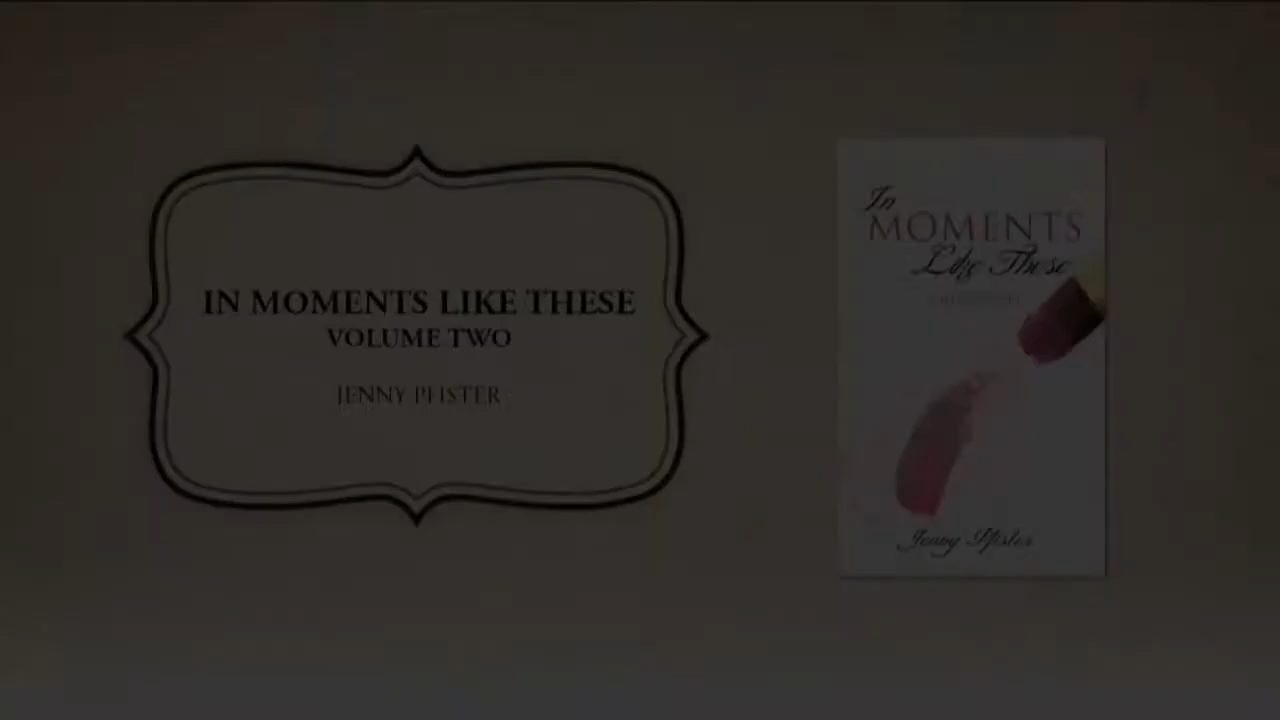 IN MOMENTS LIKE THESE
VOLUME TWO
JENNY PFISTER
In
MOMENTS
Like These
Jenny Pfister